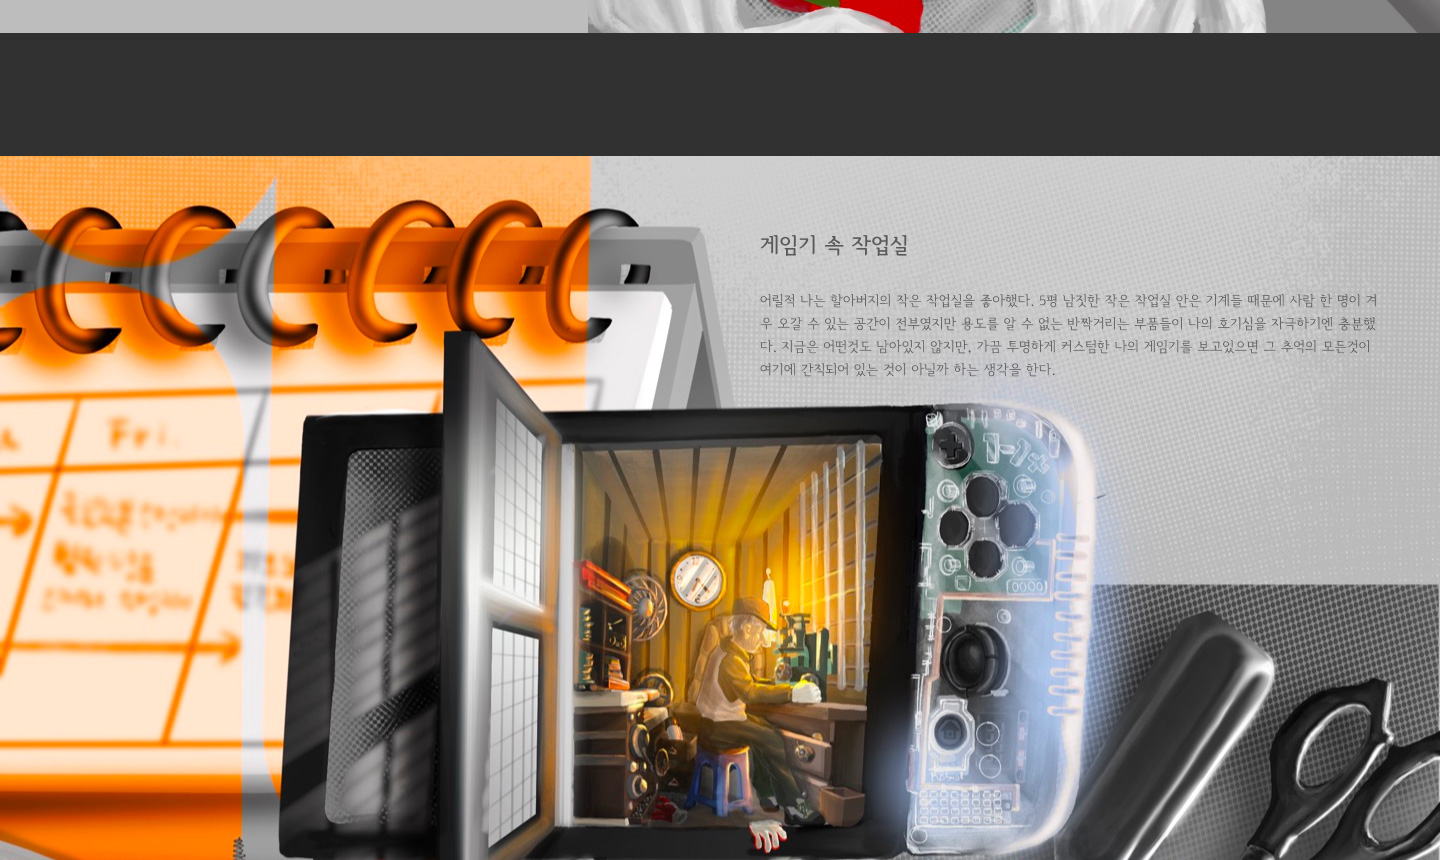 게임기 속 작업실
어릴적 나는 할아버지의 작은 작업실을 좋아했다. 5평 남짓한 작은 작업실 안은 기계들 때문에 사람 한 명이 겨
우 오갈 수 있는 공간이 전부였지만 용도를 알 수 없는 반짝거리는 부품들이 나의 호기심을 자극하기엔 충분했
다. 지금은 어떤것도 남아있지 않지만, 가끔 투명하게 커스텀한 나의 게임기를 보고있으면 그 추억의 모든것이
여기에 간직되어 있는 것이 아닐까 하는 생각을 한다.
Fri.